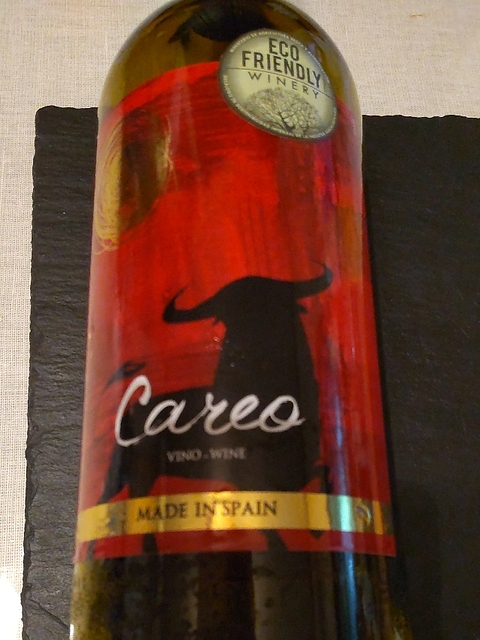 ECO
FRIENDLY
WINERY
Careo
VINO - WINE
MADE IN SPAIN